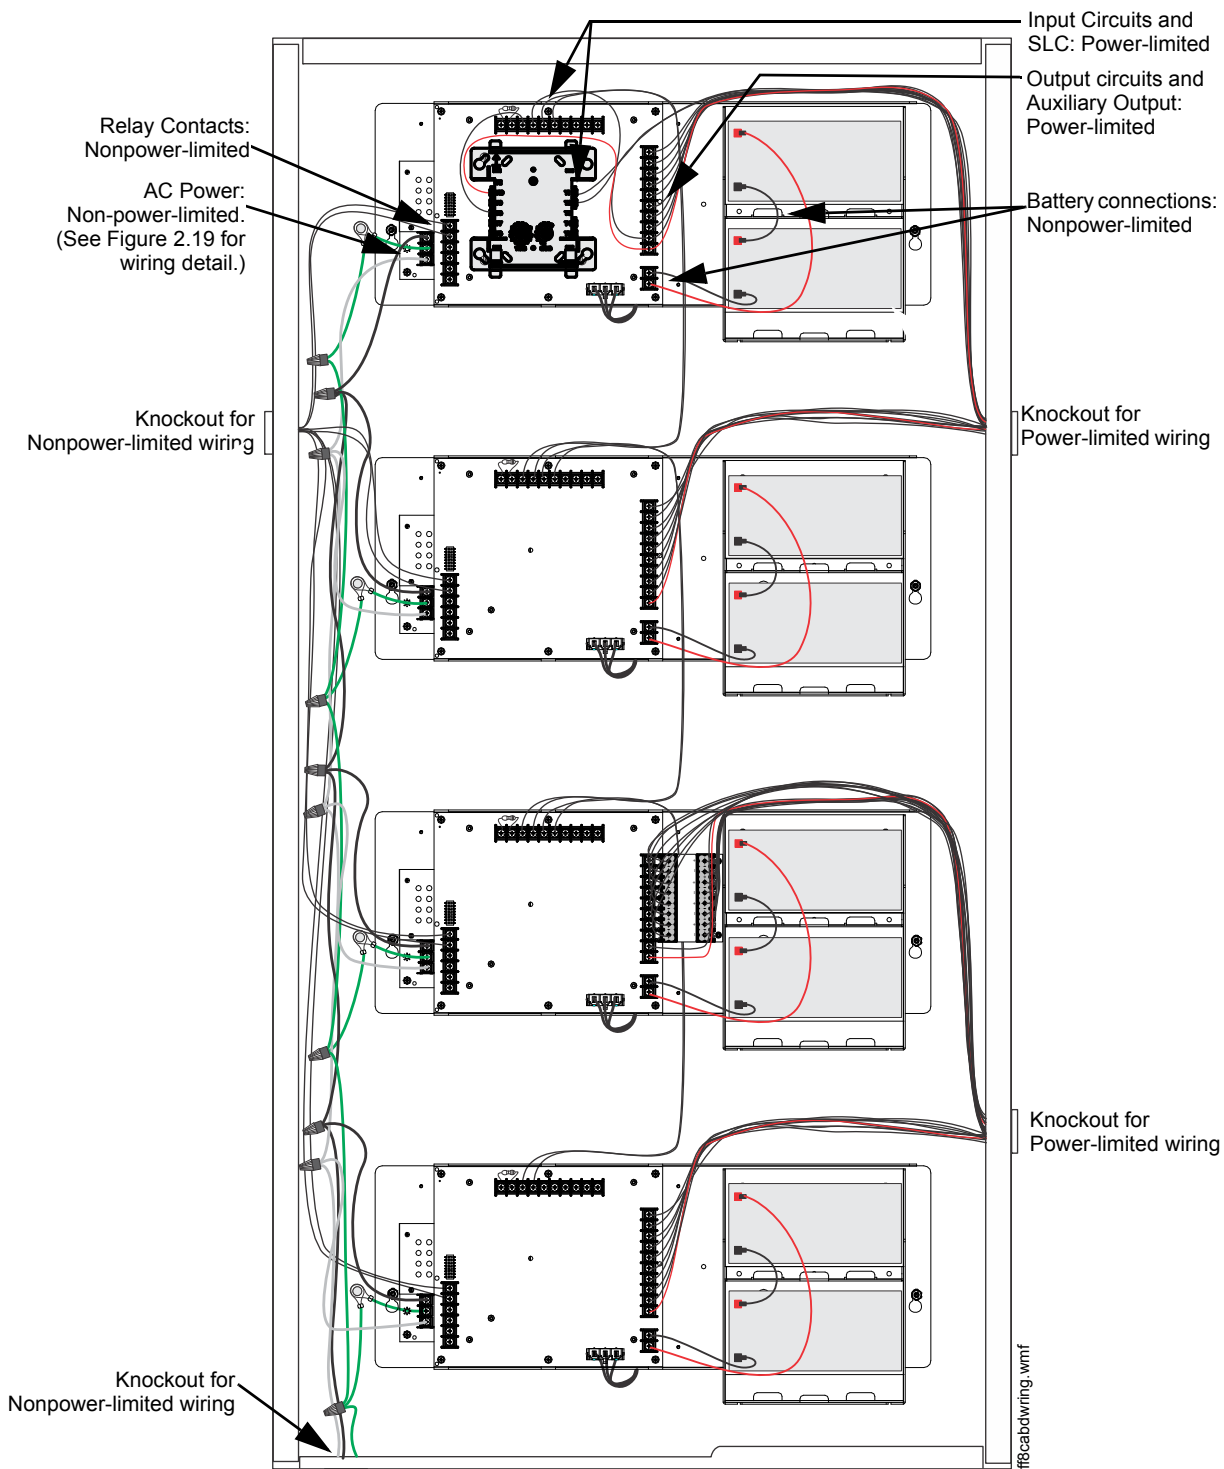 Input Circuits and
SLC: Power-limited
Output circuits and
Auxiliary Output:
Power-limited
Relay Contacts:
Nonpower-limited
AC Power:
Non-power-limited.
(See Figure 2.19 for
wiring detail.)
Battery connections:
Nonpower-limited
Knockout for
Nonpower-limited wiring
Knockout for
Power-limited wiring
Knockout for
Power-limited wiring
Knockout for
Nonpower-limited wiring
ff8cabdwring.wmf